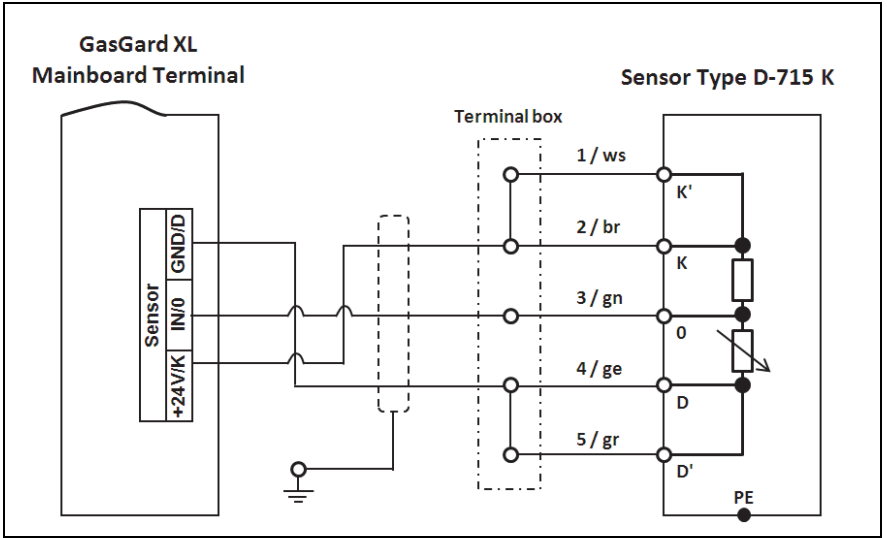 GasGard XL
Mainboard Terminal
Sensor Type D-715 K
Terminal box
1 / ws
K'
2 / br
K
3 / gn
0
4 / ge
D
5 / gr
D'
PE
Sensor
GND/D
IN/0
+24V/K